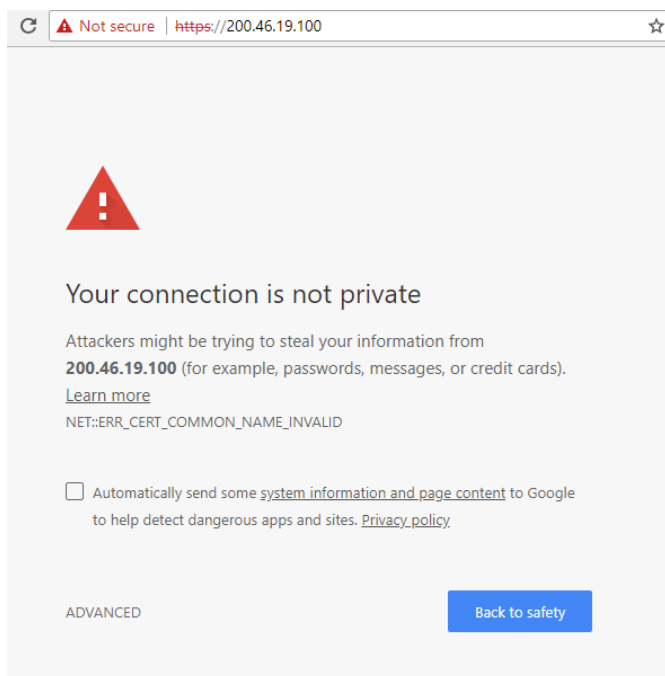 Not secure | https://200.46.19.100
Your connection is not private
Attackers might be trying to steal your information from
200.46.19.100 (for example, passwords, messages, or credit cards).
Learn more
NET::ERR_CERT_COMMON_NAME_INVALID
Automatically send some system information and page content to Google
to help detect dangerous apps and sites. Privacy policy
ADVANCED
Back to safety